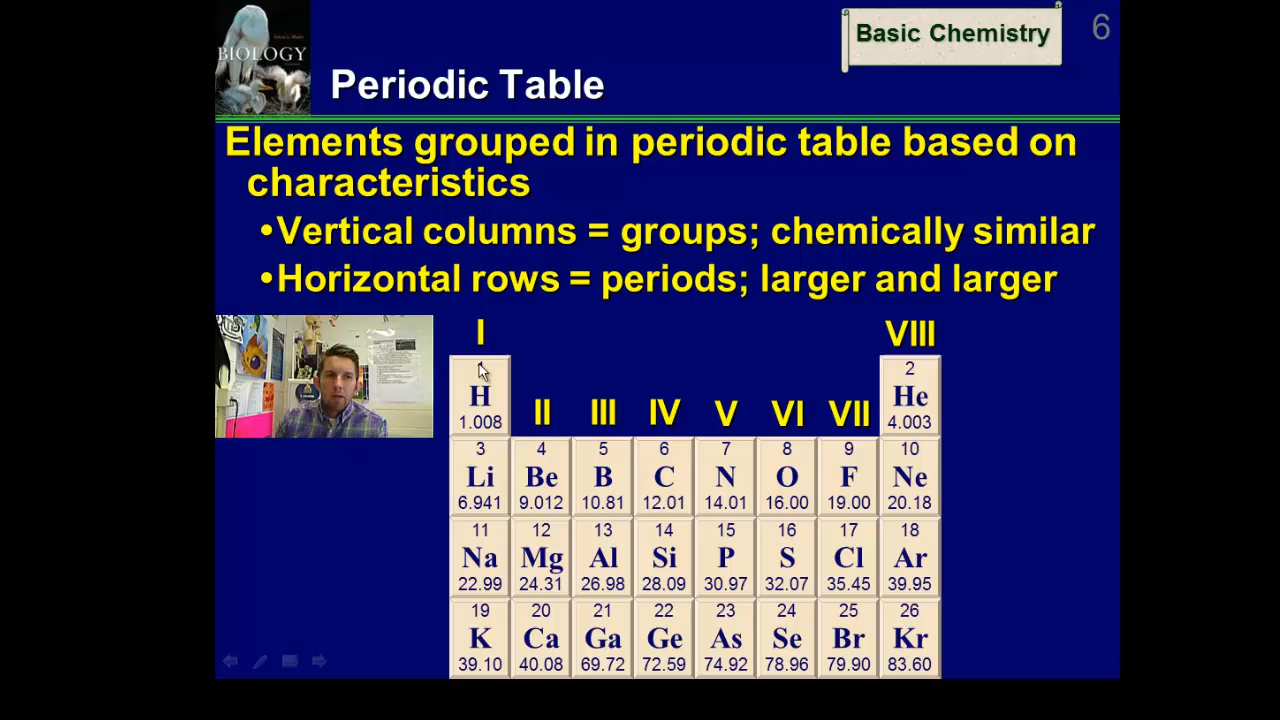 BIOLOGY
Basic Chemistry
6
Periodic Table
Elements grouped in periodic table based on
characteristics
•Vertical columns = groups; chemically similar
•Horizontal rows = periods; larger and larger
I VIII
H He
2
1.008 4.003
II III IV V VI VII
3 4 5 6 7 8 9 10
Li Be B C N O F Ne
6.941 9.012 10.81 12.01 14.01 16.00 19.00 20.18
11 12 13 14 15 16 17 18
Na Mg Al Si P S Cl Ar
22.99 24.31 26.98 28.09 30.97 32.07 35.45 39.95
19 20 21 22 23 24 25 26
K Ca Ga Ge As Se Br Kr
39.10 40.08 69.72 72.59 74.92 78.96 79.90 83.60